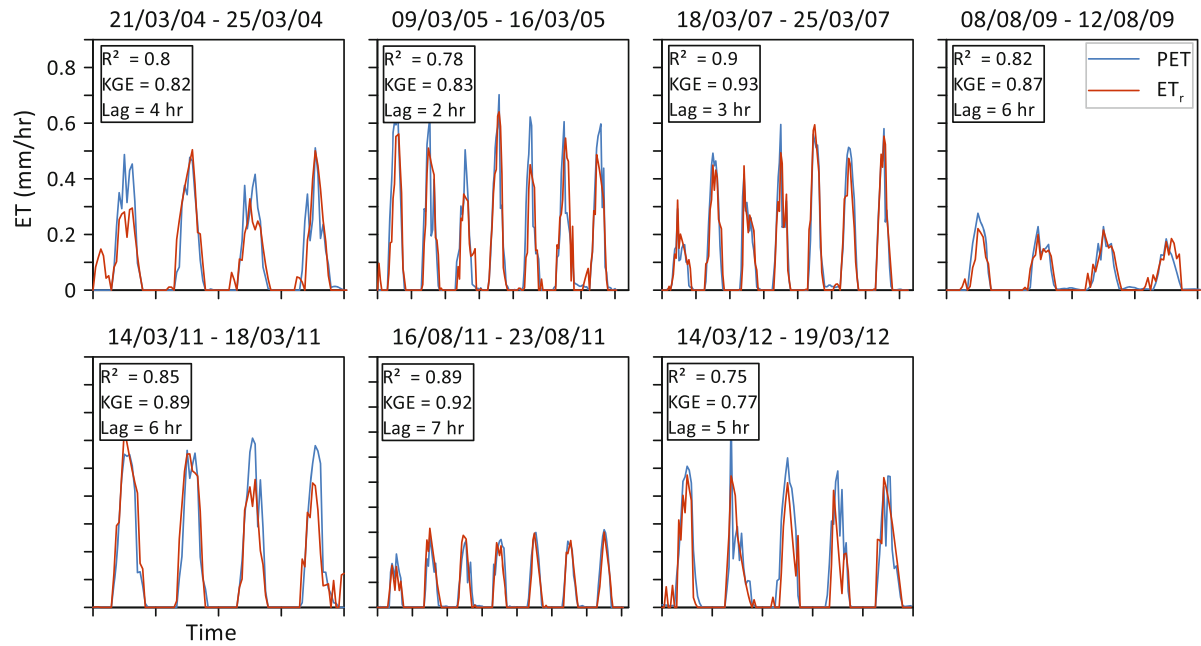 21/03/04 - 25/03/04
R² = 0.8
KGE = 0.82
Lag = 4 hr
09/03/05 - 16/03/05
R² = 0.78
KGE = 0.83
Lag = 2 hr
18/03/07 - 25/03/07
R² = 0.9
KGE = 0.93
Lag = 3 hr
08/08/09 - 12/08/09
R² = 0.82
KGE = 0.87
Lag = 6 hr
PET
ETr
0.8
0.6
0.4
0.2
0
ET (mm/hr)
14/03/11 - 18/03/11
R² = 0.85
KGE = 0.89
Lag = 6 hr
16/08/11 - 23/08/11
R² = 0.89
KGE = 0.92
Lag = 7 hr
14/03/12 - 19/03/12
R² = 0.75
KGE = 0.77
Lag = 5 hr
Time